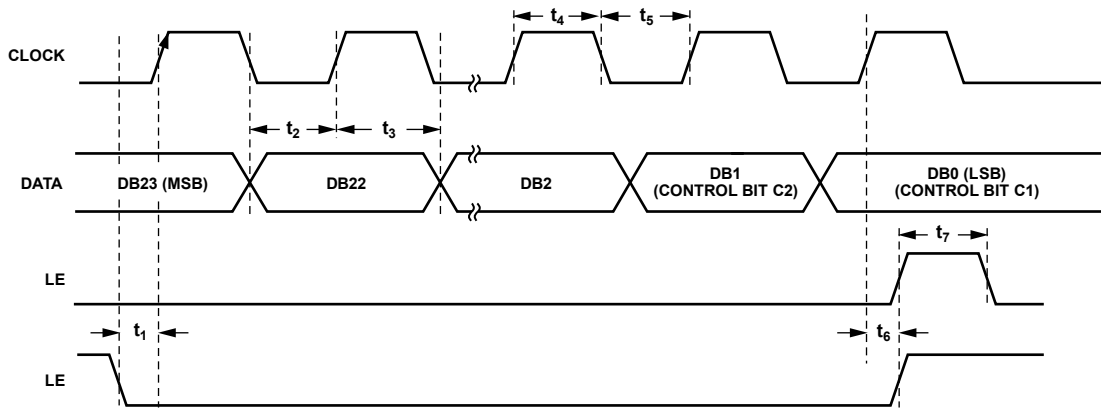 t4 t5
CLOCK
t2 t3
DATA DB23 (MSB) DB22 DB2 DB1 (CONTROL BIT C2) DB0 (LSB) (CONTROL BIT C1)
t7
LE
t1 t6
LE